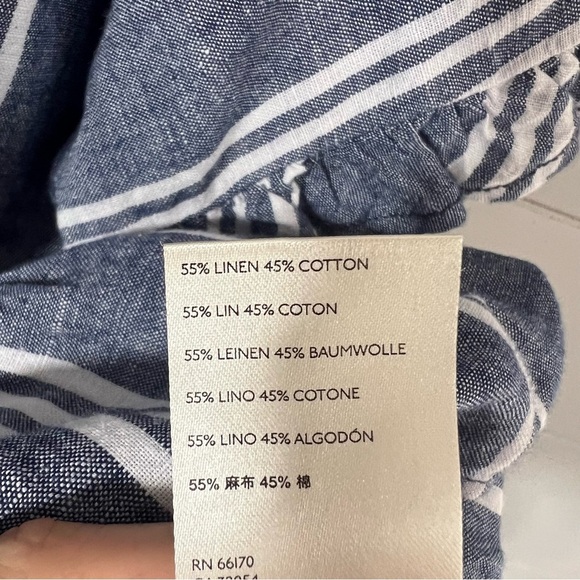 55% LINEN 45% COTTON
55% LIN 45% COTON
55% LEINEN 45% BAUMWOLLE
55% LINO 45% COTONE
55% LINO 45% ALGODÓN
55% 麻布 45% 棉
RN 66170